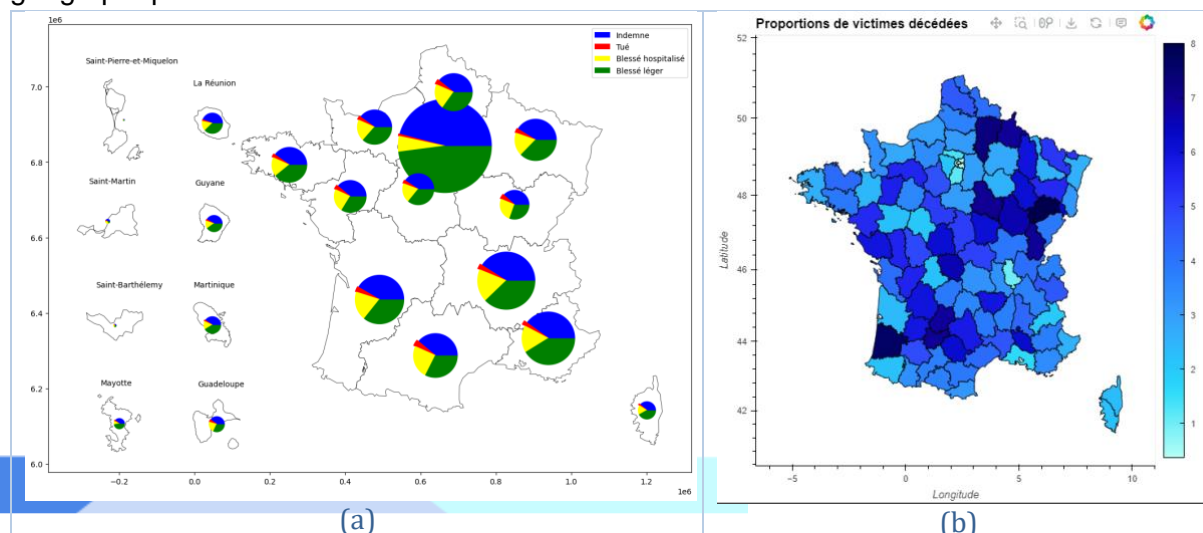 Indemne
Tué
Blessé hospitalisé
Blessé léger
Saint-Pierre-et-Miquelon
La Réunion
Saint-Martin
Guyane
Saint-Barthélemy
Martinique
Mayotte
Guadeloupe
1e6
7.0
6.8
6.6
6.4
6.2
6.0
−0.2
0.0
0.2
0.4
0.6
0.8
1.0
1.2
1e6
(a)
Proportions de victimes décédées
52
50
48
46
44
42
Latitude
−5
0
5
10
Longitude
8
7
6
5
4
3
2
1
(b)